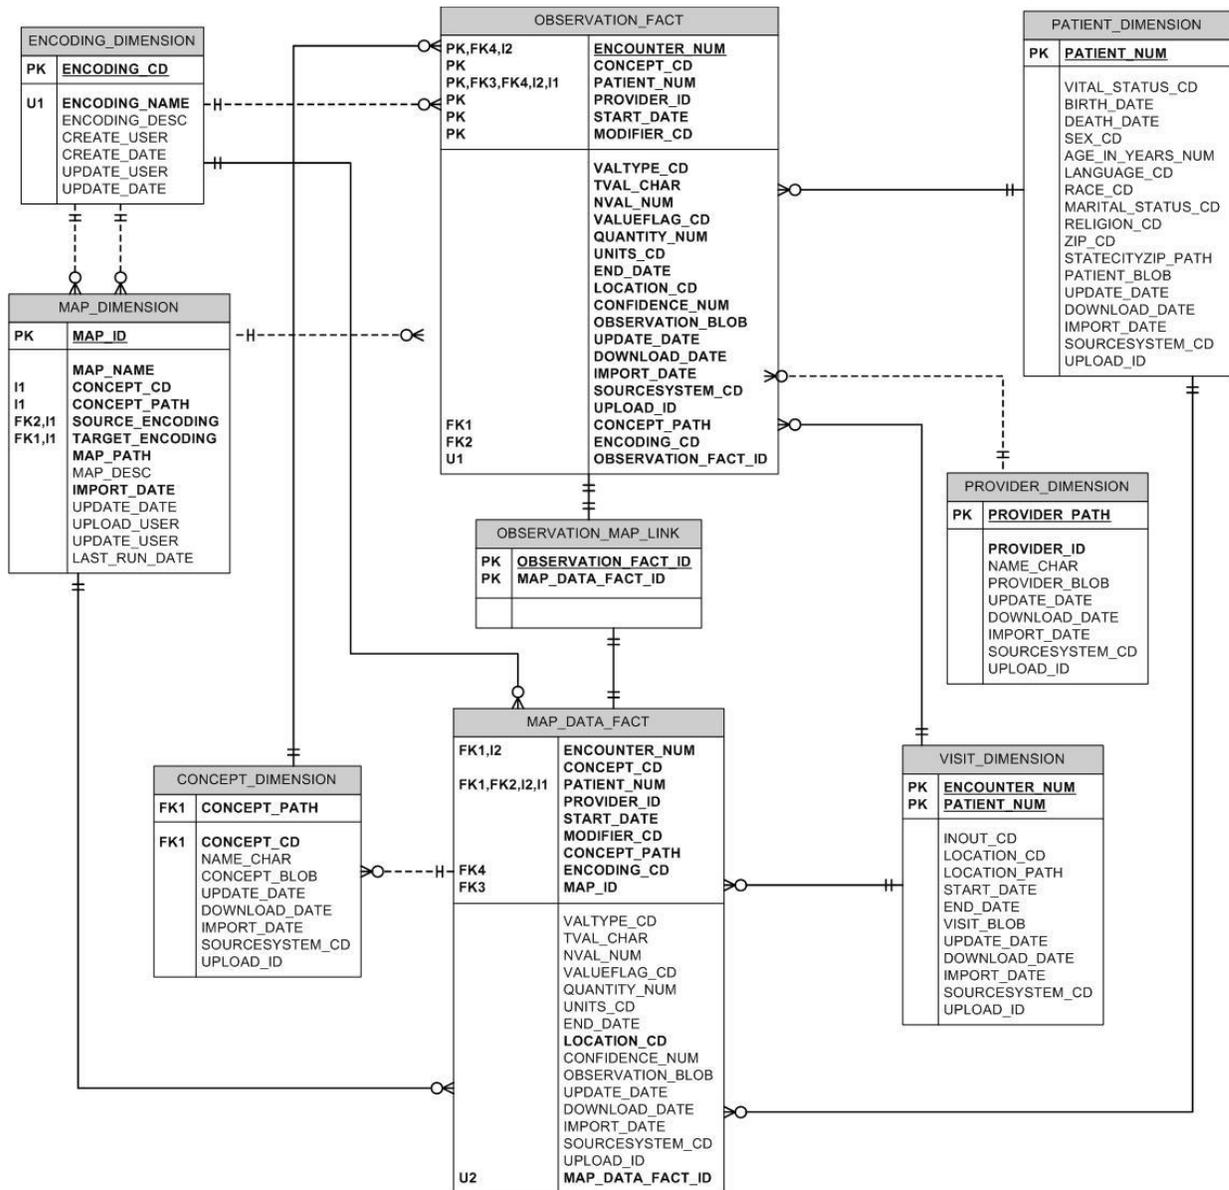 ENCODING_DIMENSION
PK ENCODING_CD
U1 ENCODING_NAME
ENCODING_DESC
CREATE_USER
CREATE_DATE
UPDATE_USER
UPDATE_DATE
OBSERVATION_FACT
PK,FK4,I2 ENCOUNTER_NUM
PK CONCEPT_CD
PK,FK3,FK4,I2,I1 PATIENT_NUM
PK PROVIDER_ID
PK START_DATE
PK MODIFIER_CD
VALTYPE_CD
TVAL_CHAR
NVAL_NUM
VALUEFLAG_CD
QUANTITY_NUM
UNITS_CD
END_DATE
LOCATION_CD
CONFIDENCE_NUM
OBSERVATION_BLOB
UPDATE_DATE
DOWNLOAD_DATE
IMPORT_DATE
SOURCESYSTEM_CD
UPLOAD_ID
FK1 CONCEPT_PATH
FK2 ENCODING_CD
U1 OBSERVATION_FACT_ID
PATIENT_DIMENSION
PK PATIENT_NUM
VITAL_STATUS_CD
BIRTH_DATE
DEATH_DATE
SEX_CD
AGE_IN_YEARS_NUM
LANGUAGE_CD
RACE_CD
MARITAL_STATUS_CD
RELIGION_CD
ZIP_CD
STATECITYZIP_PATH
PATIENT_BLOB
UPDATE_DATE
DOWNLOAD_DATE
IMPORT_DATE
SOURCESYSTEM_CD
UPLOAD_ID
MAP_DIMENSION
PK MAP_ID
MAP_NAME
I1 CONCEPT_CD
I1 CONCEPT_PATH
FK2,I1 SOURCE_ENCODING
FK1,I1 TARGET_ENCODING
MAP_PATH
MAP_DESC
IMPORT_DATE
UPDATE_DATE
UPLOAD_USER
UPDATE_USER
LAST_RUN_DATE
PROVIDER_DIMENSION
PK PROVIDER_PATH
PROVIDER_ID
NAME_CHAR
PROVIDER_BLOB
UPDATE_DATE
DOWNLOAD_DATE
IMPORT_DATE
SOURCESYSTEM_CD
UPLOAD_ID
OBSERVATION_MAP_LINK
PK OBSERVATION_FACT_ID
PK MAP_DATA_FACT_ID
CONCEPT_DIMENSION
FK1 CONCEPT_PATH
FK1 CONCEPT_CD
NAME_CHAR
CONCEPT_BLOB
UPDATE_DATE
DOWNLOAD_DATE
IMPORT_DATE
SOURCESYSTEM_CD
UPLOAD_ID
MAP_DATA_FACT
FK1,I2 ENCOUNTER_NUM
CONCEPT_CD
FK1,FK2,I2,I1 PATIENT_NUM
PROVIDER_ID
START_DATE
MODIFIER_CD
CONCEPT_PATH
FK4 ENCODING_CD
FK3 MAP_ID
VALTYPE_CD
TVAL_CHAR
NVAL_NUM
VALUEFLAG_CD
QUANTITY_NUM
UNITS_CD
END_DATE
LOCATION_CD
CONFIDENCE_NUM
OBSERVATION_BLOB
UPDATE_DATE
DOWNLOAD_DATE
IMPORT_DATE
SOURCESYSTEM_CD
UPLOAD_ID
U2 MAP_DATA_FACT_ID
VISIT_DIMENSION
PK ENCOUNTER_NUM
PK PATIENT_NUM
INOUT_CD
LOCATION_CD
LOCATION_PATH
START_DATE
END_DATE
VISIT_BLOB
UPDATE_DATE
DOWNLOAD_DATE
IMPORT_DATE
SOURCESYSTEM_CD
UPLOAD_ID